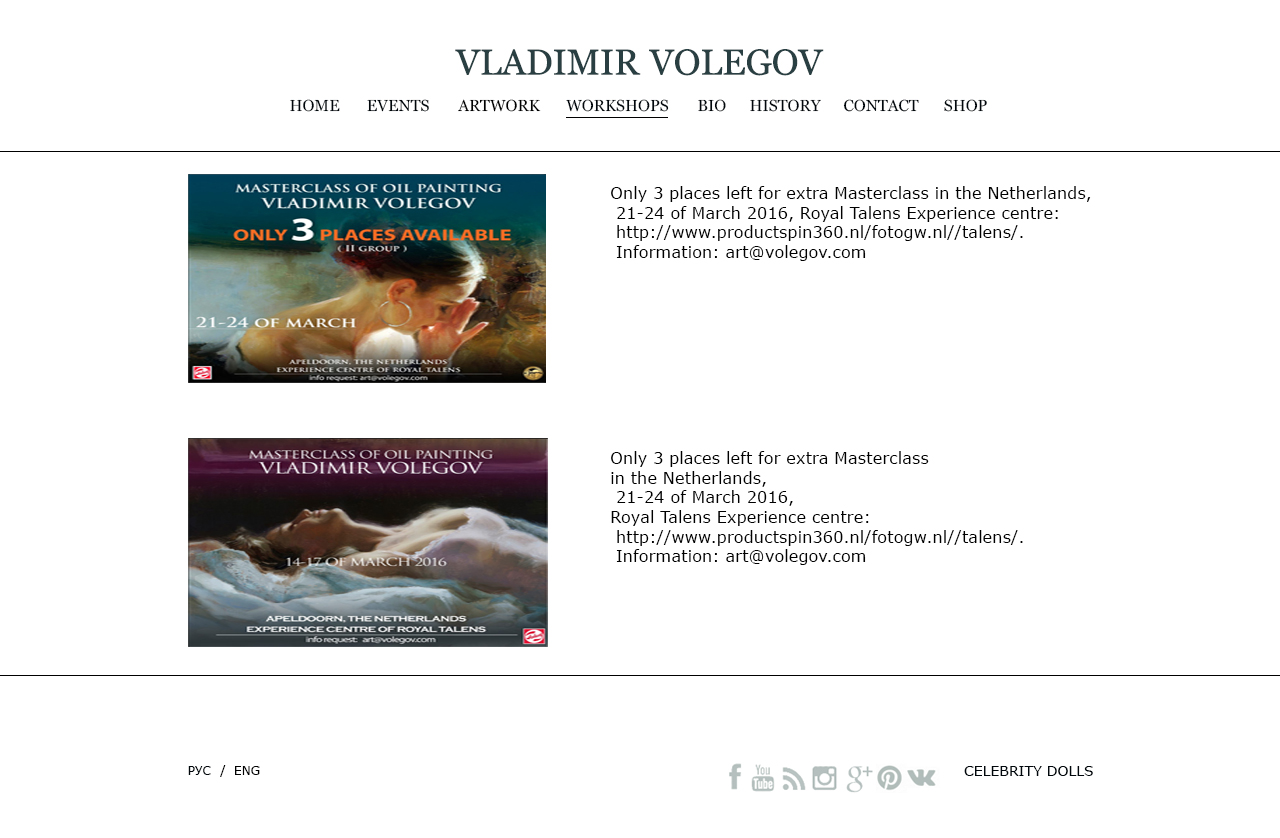 VLADIMIR VOLEGOV
HOME EVENTS ARTWORK WORKSHOPS BIO HISTORY CONTACT SHOP
MASTERCLASS OF OIL PAINTING
VLADIMIR VOLEGOV
ONLY 3 PLACES AVAILABLE
( II GROUP )
21-24 OF MARCH
APELDOORN, THE NETHERLANDS
EXPERIENCE CENTRE OF ROYAL TALENS
info request: art@volegov.com
Only 3 places left for extra Masterclass in the Netherlands,
21-24 of March 2016, Royal Talens Experience centre:
http://www.productspin360.nl/fotogw.nl//talens/.
Information: art@volegov.com
MASTERCLASS OF OIL PAINTING
VLADIMIR VOLEGOV
14-17 OF MARCH 2016
APELDOORN, THE NETHERLANDS
EXPERIENCE CENTRE OF ROYAL TALENS
info request: art@volegov.com
Only 3 places left for extra Masterclass
in the Netherlands,
21-24 of March 2016,
Royal Talens Experience centre:
http://www.productspin360.nl/fotogw.nl//talens/.
Information: art@volegov.com
РУС / ENG
You
Tube
CELEBRITY DOLLS